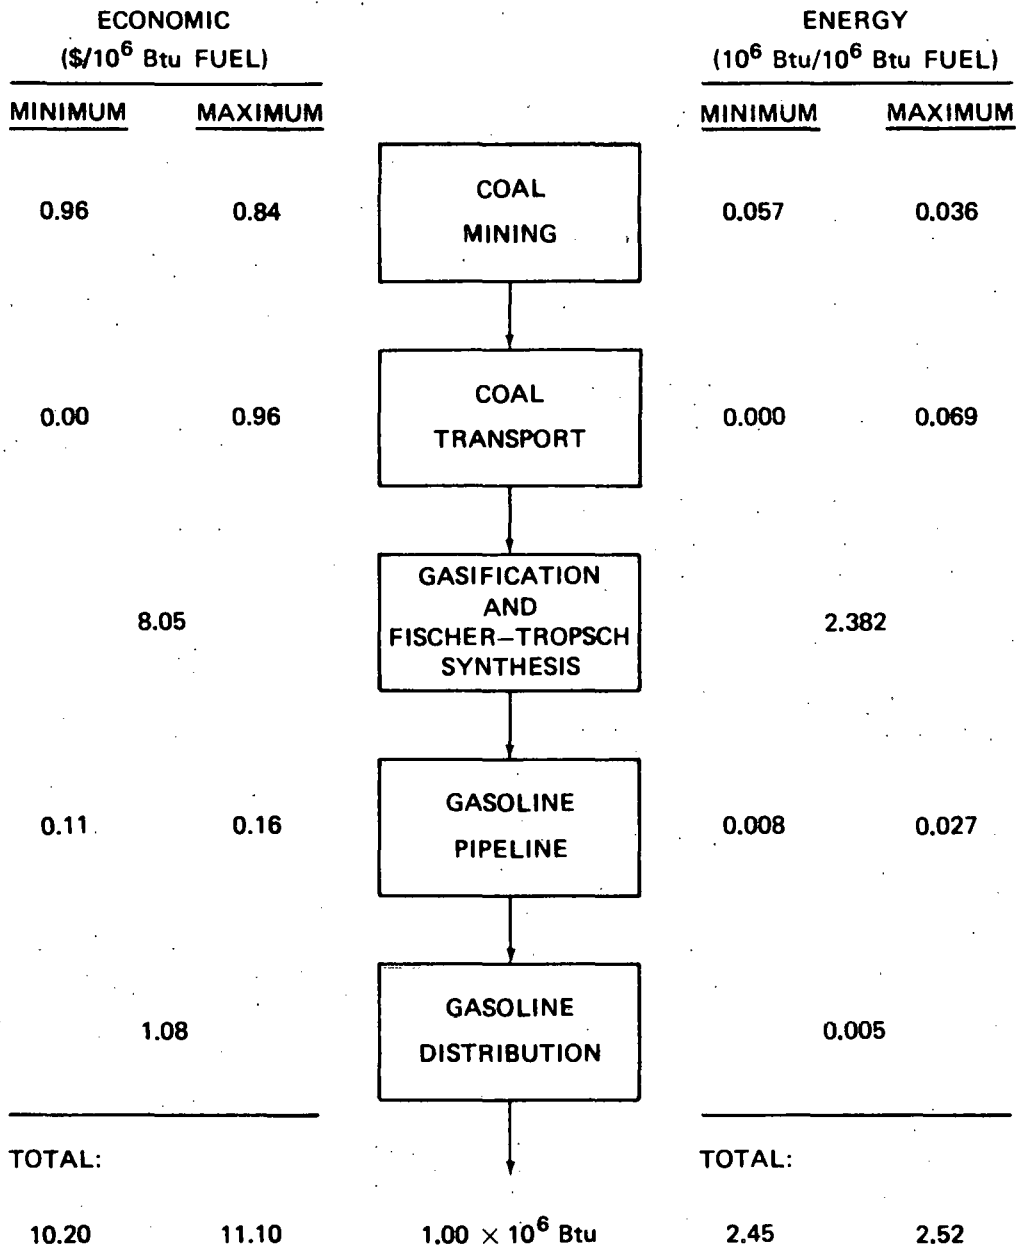 ECONOMIC
($/10⁶ Btu FUEL)
ENERGY
(10⁶ Btu/10⁶ Btu FUEL)
MINIMUM MAXIMUM
MINIMUM MAXIMUM
0.96 0.84
COAL
MINING
0.057 0.036
0.00 0.96
COAL
TRANSPORT
0.000 0.069
8.05
GASIFICATION
AND
FISCHER–TROPSCH
SYNTHESIS
2.382
0.11 0.16
GASOLINE
PIPELINE
0.008 0.027
1.08
GASOLINE
DISTRIBUTION
0.005
TOTAL:
TOTAL:
10.20 11.10 1.00 × 10⁶ Btu 2.45 2.52